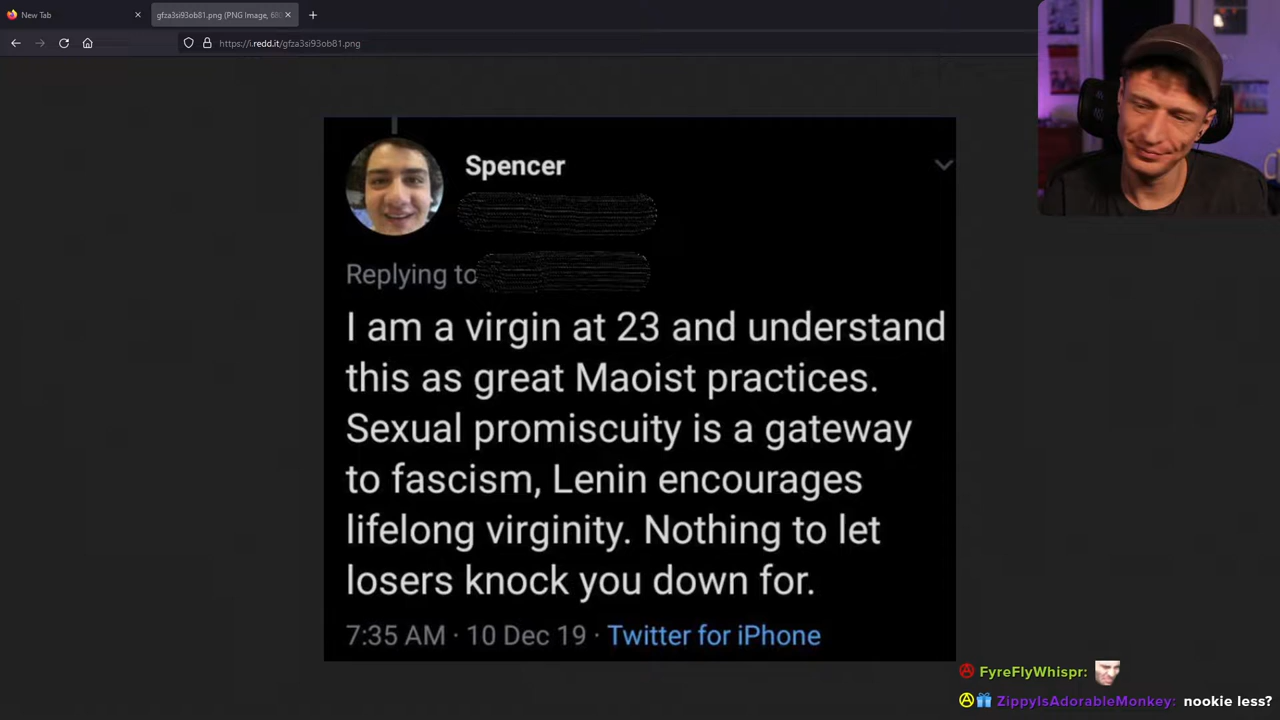 New Tab
gfza3si93ob81.png (PNG Image, 680
https://i.redd.it/gfza3si93ob81.png
Spencer
Replying to
I am a virgin at 23 and understand
this as great Maoist practices.
Sexual promiscuity is a gateway
to fascism, Lenin encourages
lifelong virginity. Nothing to let
losers knock you down for.
7:35 AM · 10 Dec 19 · Twitter for iPhone
FyreFlyWhispr:
ZippyIsAdorableMonkey: nookie less?